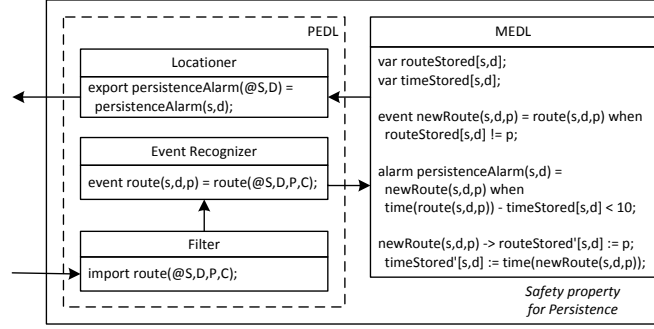 PEDL
Locationer
export persistenceAlarm(@S,D) =
persistenceAlarm(s,d);
Event Recognizer
event route(s,d,p) = route(@S,D,P,C);
Filter
import route(@S,D,P,C);
MEDL
var routeStored[s,d];
var timeStored[s,d];
event newRoute(s,d,p) = route(s,d,p) when
routeStored[s,d] != p;
alarm persistenceAlarm(s,d) =
newRoute(s,d,p) when
time(route(s,d,p)) - timeStored[s,d] < 10;
newRoute(s,d,p) -> routeStored'[s,d] := p;
timeStored'[s,d] := time(newRoute(s,d,p));
Safety property
for Persistence